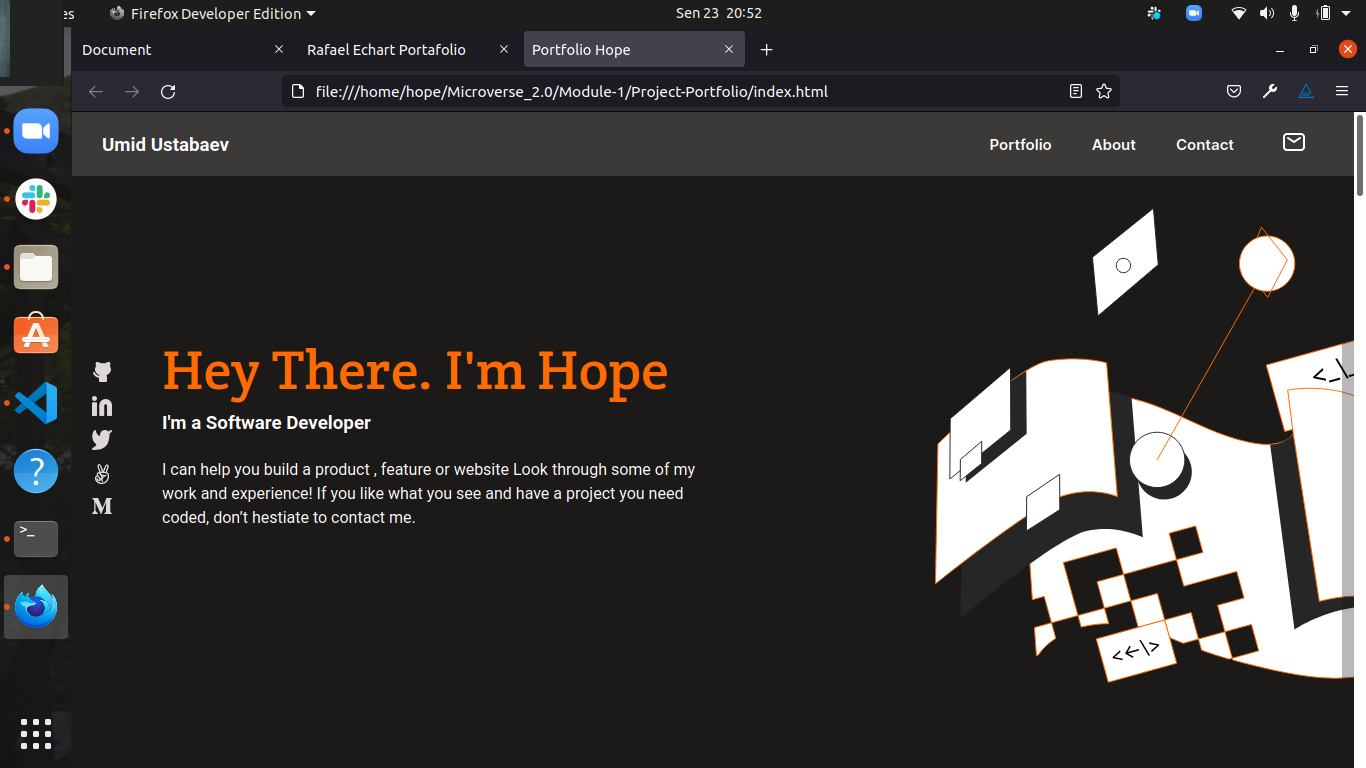 es
Firefox Developer Edition
Sen 23 20:52
Document
Rafael Echart Portafolio
Portfolio Hope
file:///home/hope/Microverse_2.0/Module-1/Project-Portfolio/index.html
Umid Ustabaev
Portfolio
About
Contact
Hey There. I'm Hope
I'm a Software Developer
I can help you build a product , feature or website Look through some of my
work and experience! If you like what you see and have a project you need
coded, don’t hestiate to contact me.
<_\_
<←\>